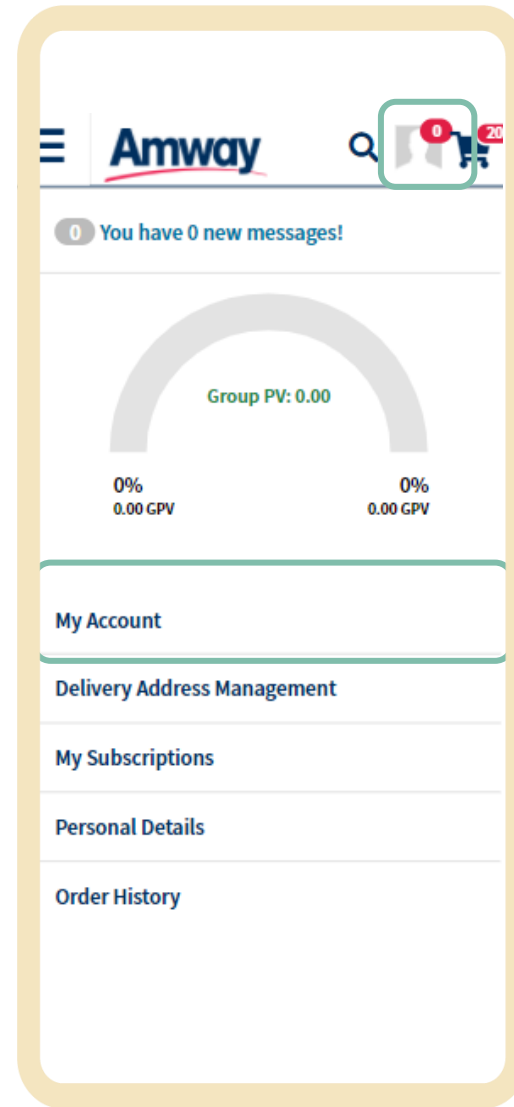 Amway
0
20
0 You have 0 new messages!
Group PV: 0.00
0% 0%
0.00 GPV 0.00 GPV
My Account
Delivery Address Management
My Subscriptions
Personal Details
Order History